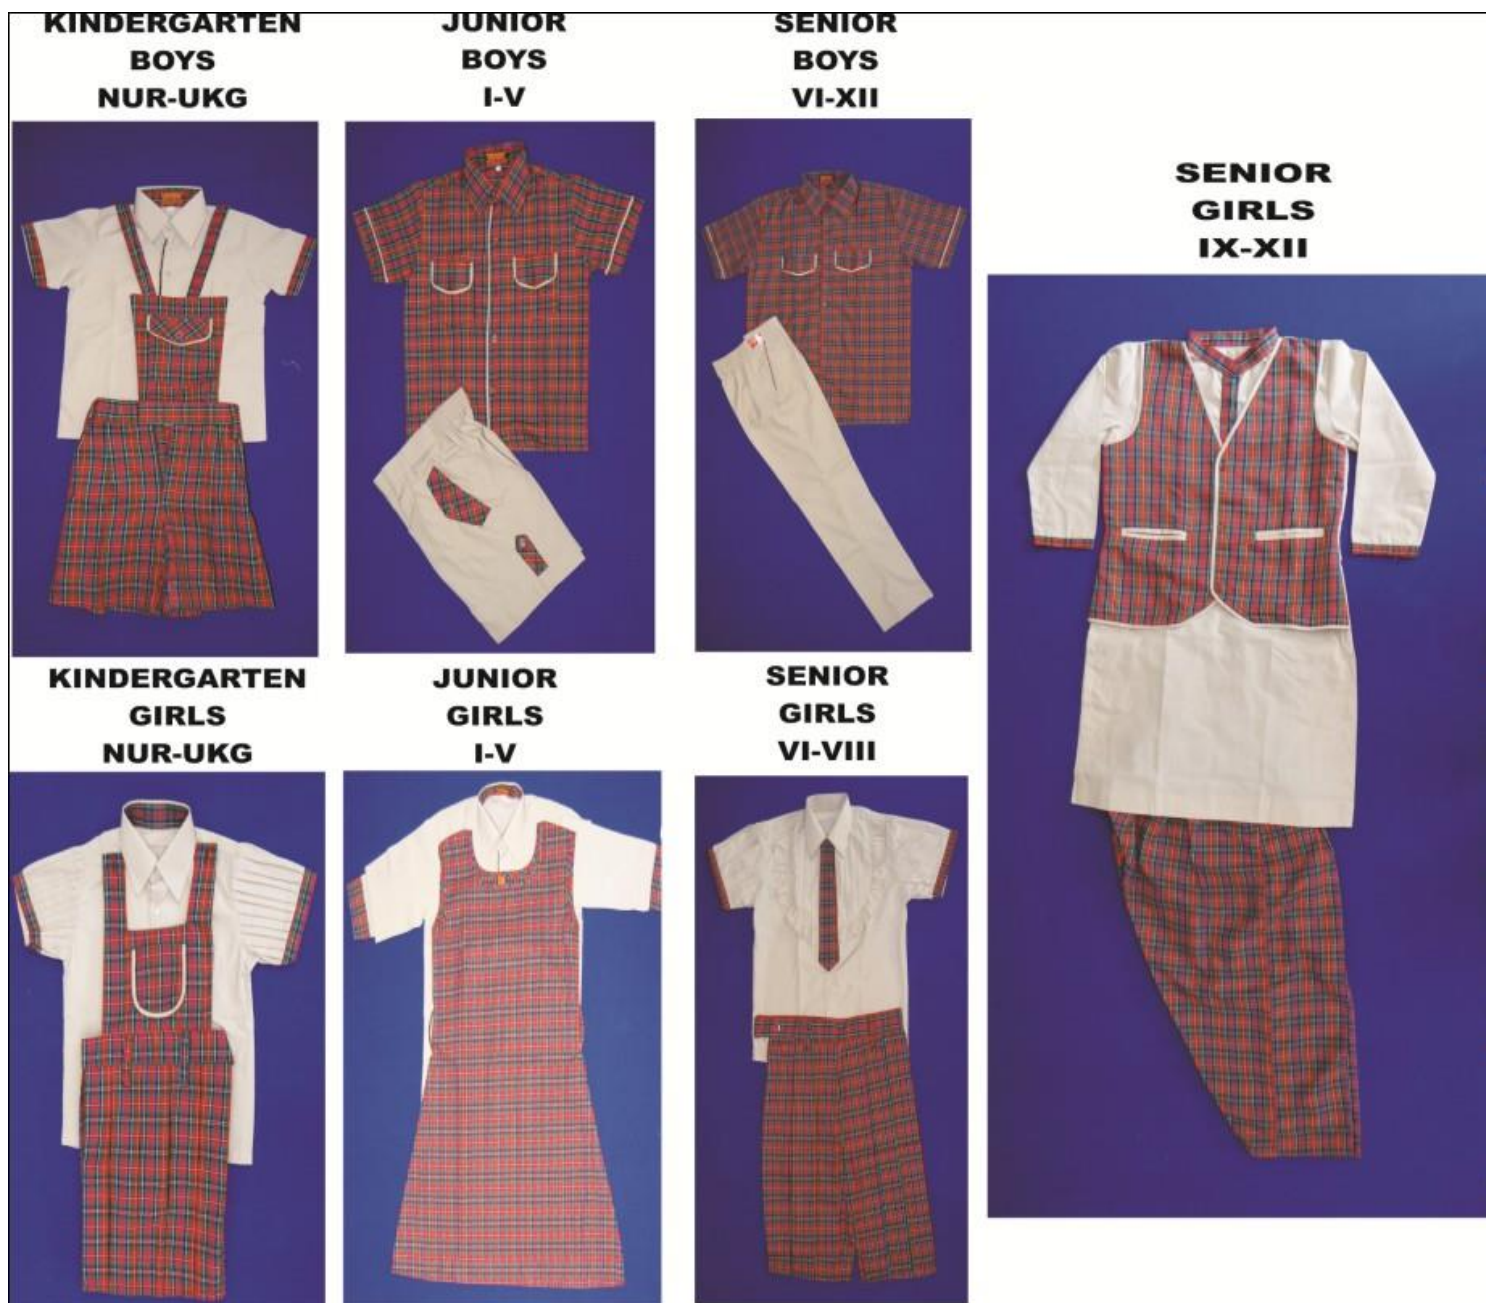 KINDERGARTEN
BOYS
NUR-UKG
JUNIOR
BOYS
I-V
SENIOR
BOYS
VI-XII
SENIOR
GIRLS
IX-XII
KINDERGARTEN
GIRLS
NUR-UKG
JUNIOR
GIRLS
I-V
SENIOR
GIRLS
VI-VIII